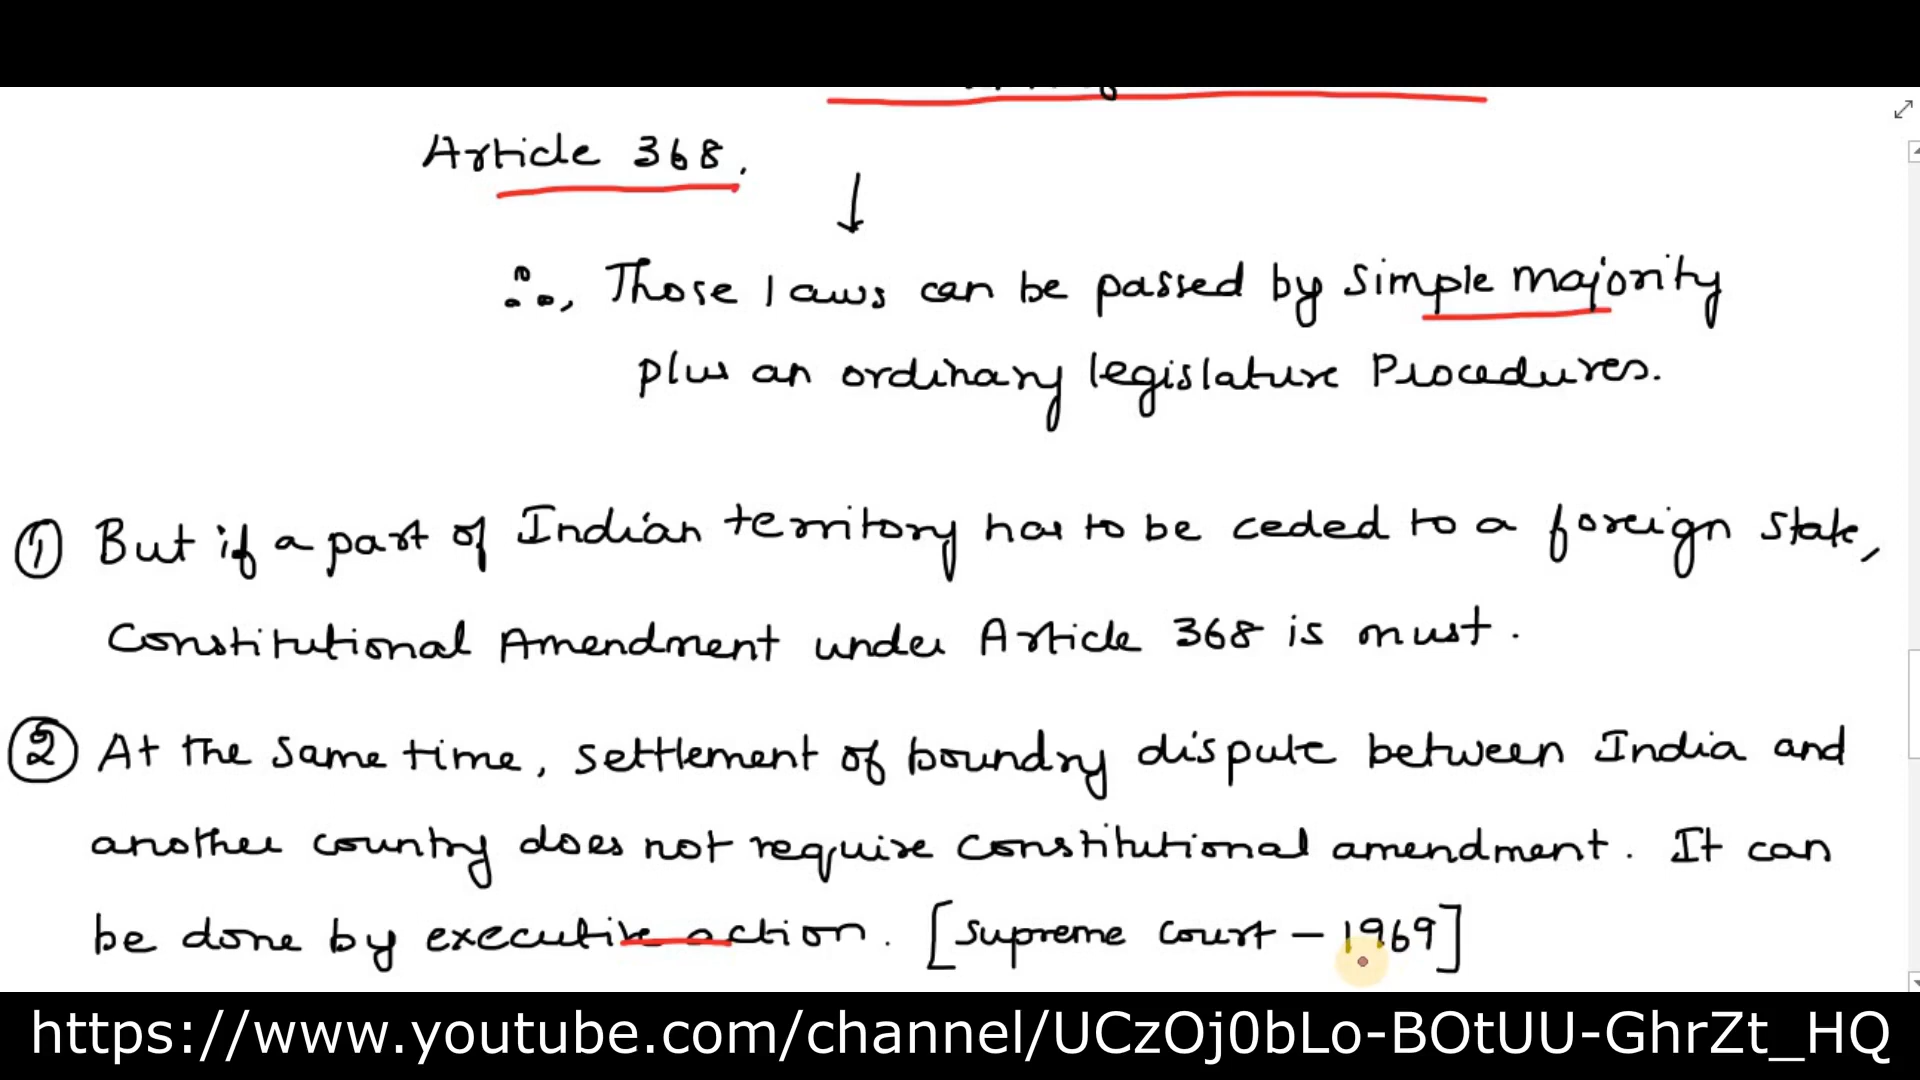 Article 368.
∴, Those laws can be passed by simple majority
plus an ordinary legislature Procedures.
① But if a part of Indian territory has to be ceded to a foreign state,
Constitutional Amendment under Article 368 is must.
② At the same time, settlement of boundry dispute between India and
another country does not require constitutional amendment. It can
be done by executive action. [Supreme Court - 1969]
https://www.youtube.com/channel/UCzOj0bLo-BOtUU-GhrZt_HQ